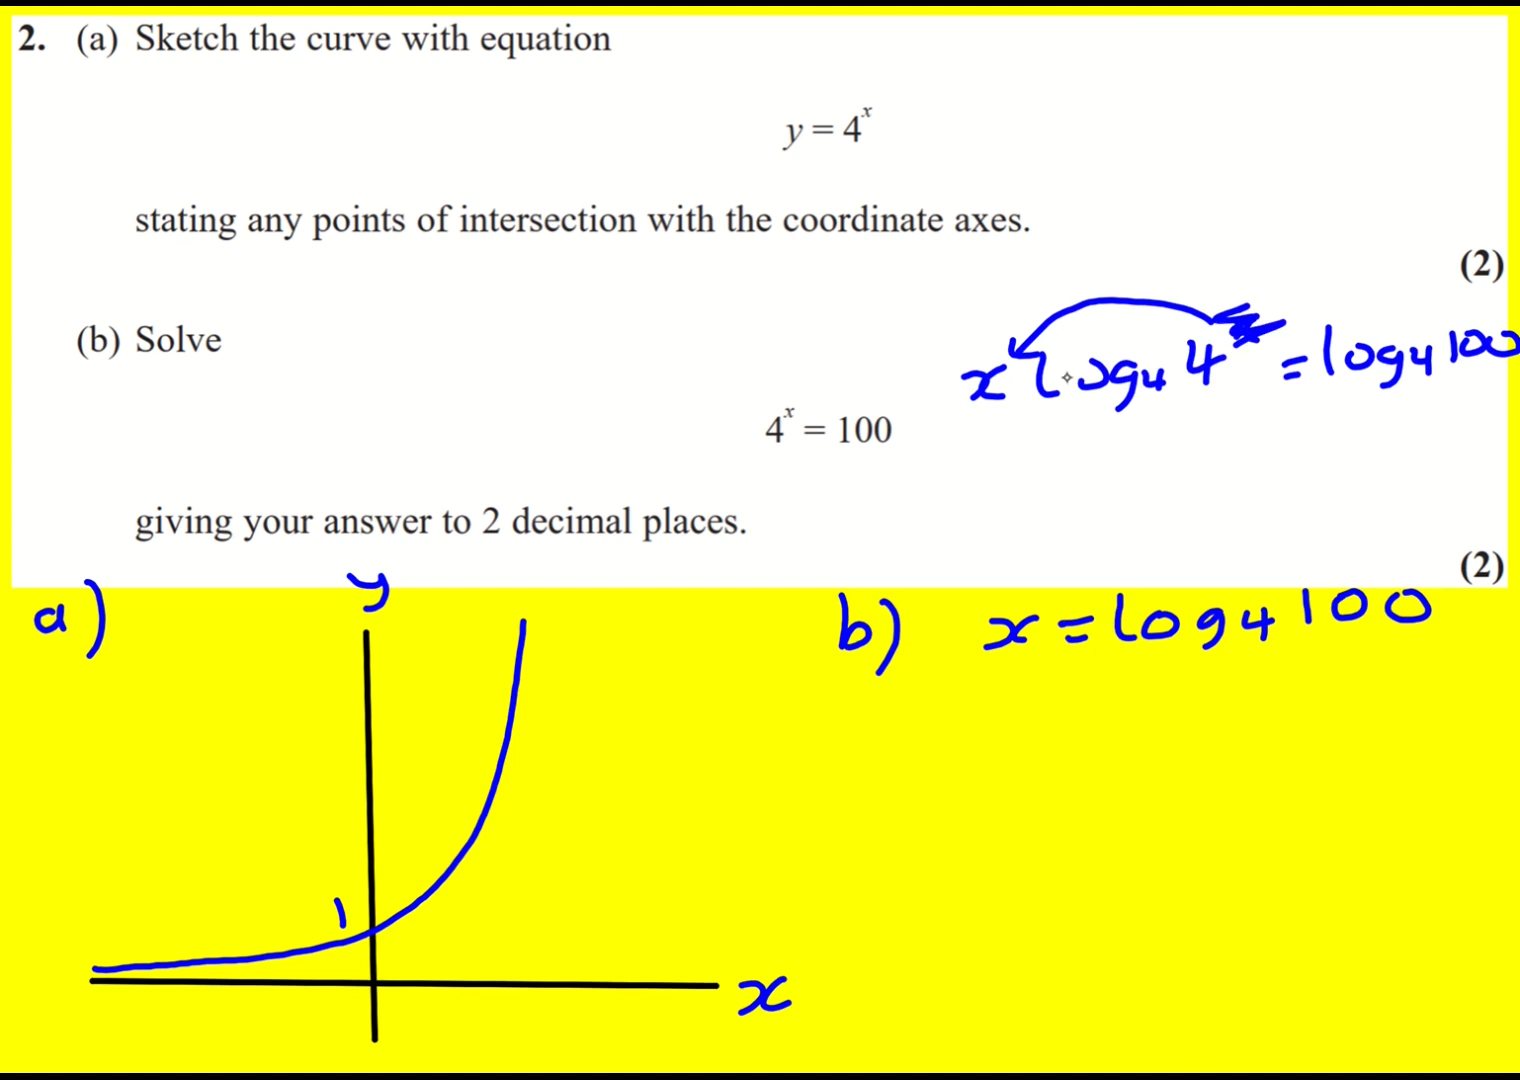 2. (a) Sketch the curve with equation
y = 4^x
stating any points of intersection with the coordinate axes.
(2)
(b) Solve
x log₄ 4 = log₄ 100
4^x = 100
giving your answer to 2 decimal places.
(2)
a)
y
1
x
b) x = log₄ 100